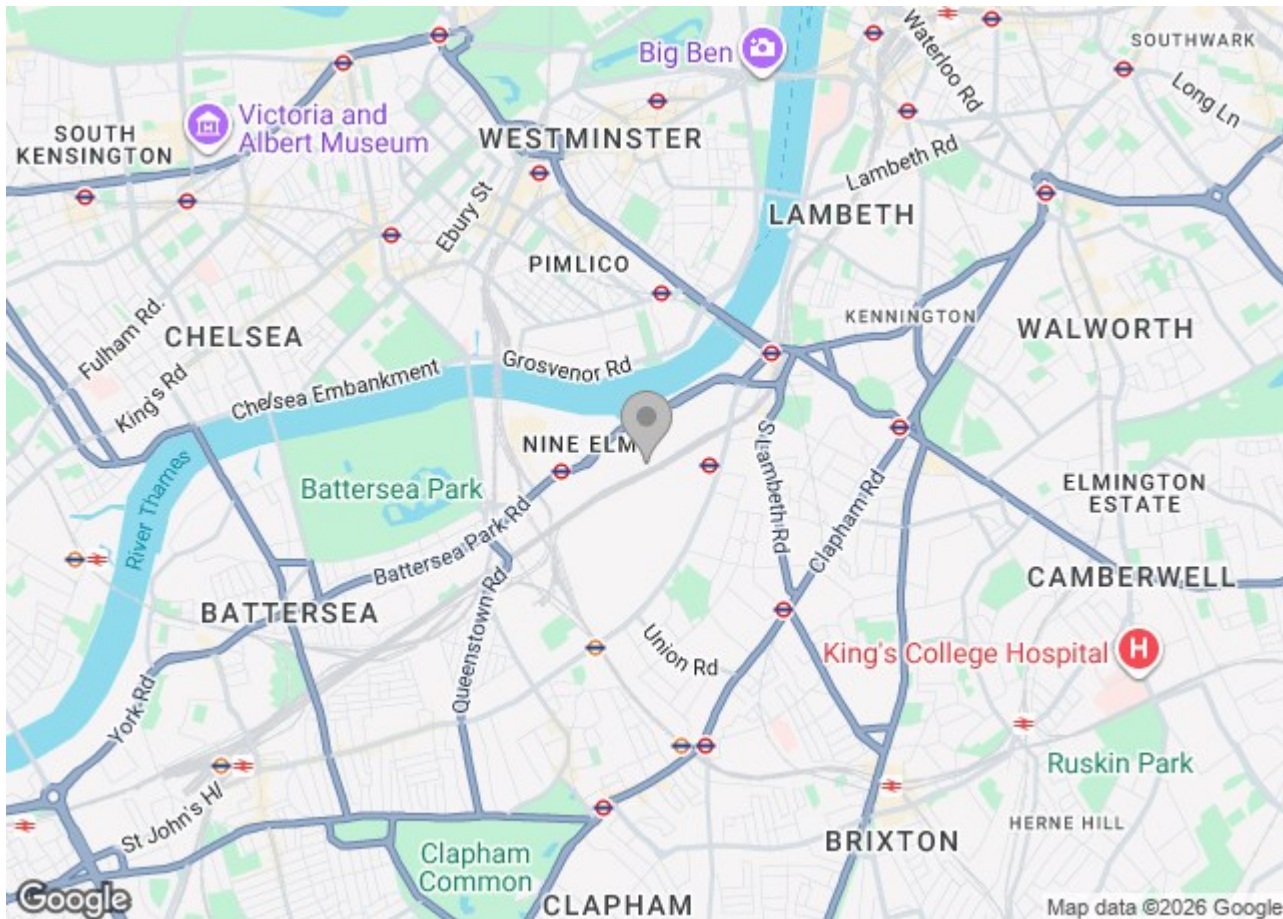 SOUTHWARK
Big Ben
Waterloo Rd
Long Ln
Victoria and
Albert Museum
SOUTH
KENSINGTON
WESTMINSTER
Lambeth Rd
Ebury St
LAMBETH
PIMLICO
KENNINGTON
WALWORTH
Fulham Rd.
CHELSEA
Grosvenor Rd
Chelsea Embankment
King's Rd
NINE ELM
S Lambeth Rd
Battersea Park
River Thames
Clapham Rd
ELMINGTON
ESTATE
Battersea Park Rd
CAMBERWELL
BATTERSEA
Queenstown Rd
Union Rd
King's College Hospital
H
York Rd
Ruskin Park
St John's H
HERNE HILL
BRIXTON
Clapham
Common
CLAPHAM
Google
Map data ©2026 Google